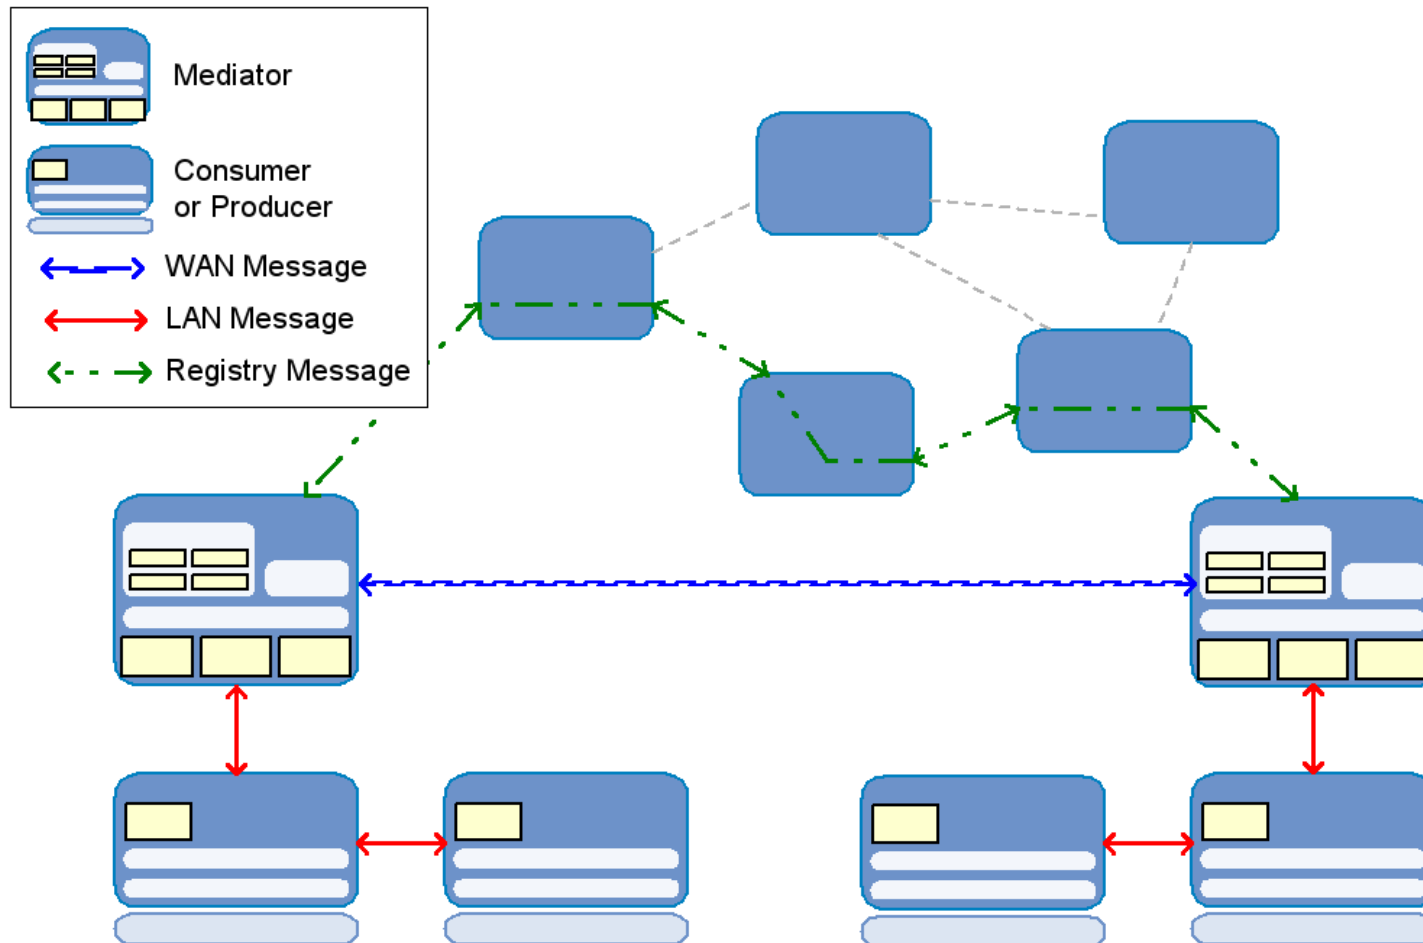 Mediator
Consumer
or Producer
WAN Message
LAN Message
Registry Message